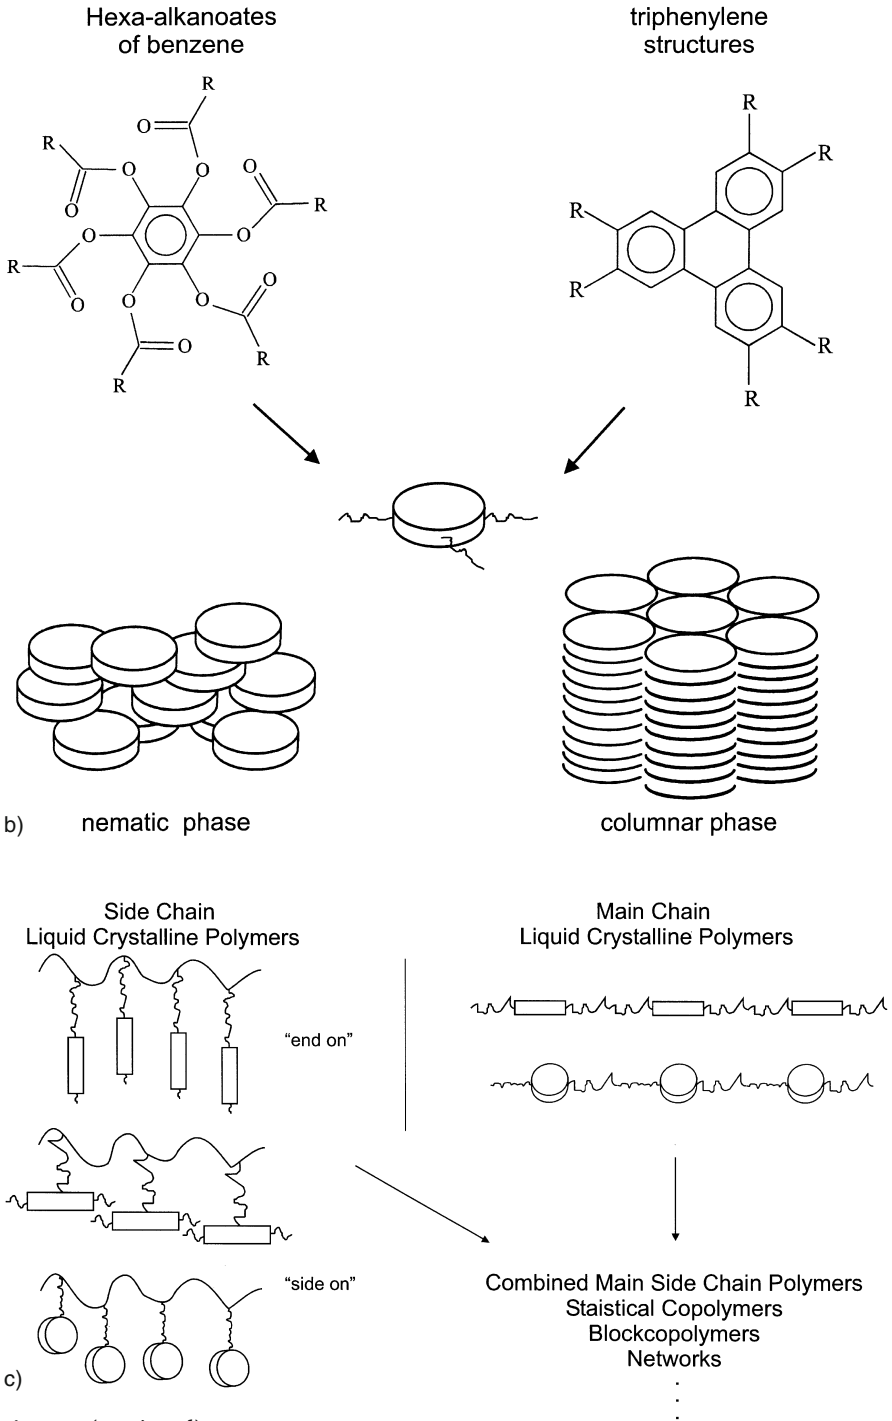 Hexa-alkanoates
of benzene
triphenylene
structures
R
O
R
O
O
O
O
R
O
O
R
O
O
O
R
O
O
R
R
R
R
R
R
R
b) nematic phase
columnar phase
Side Chain
Liquid Crystalline Polymers
Main Chain
Liquid Crystalline Polymers
"end on"
"side on"
Combined Main Side Chain Polymers
Staistical Copolymers
Blockcopolymers
Networks
c)